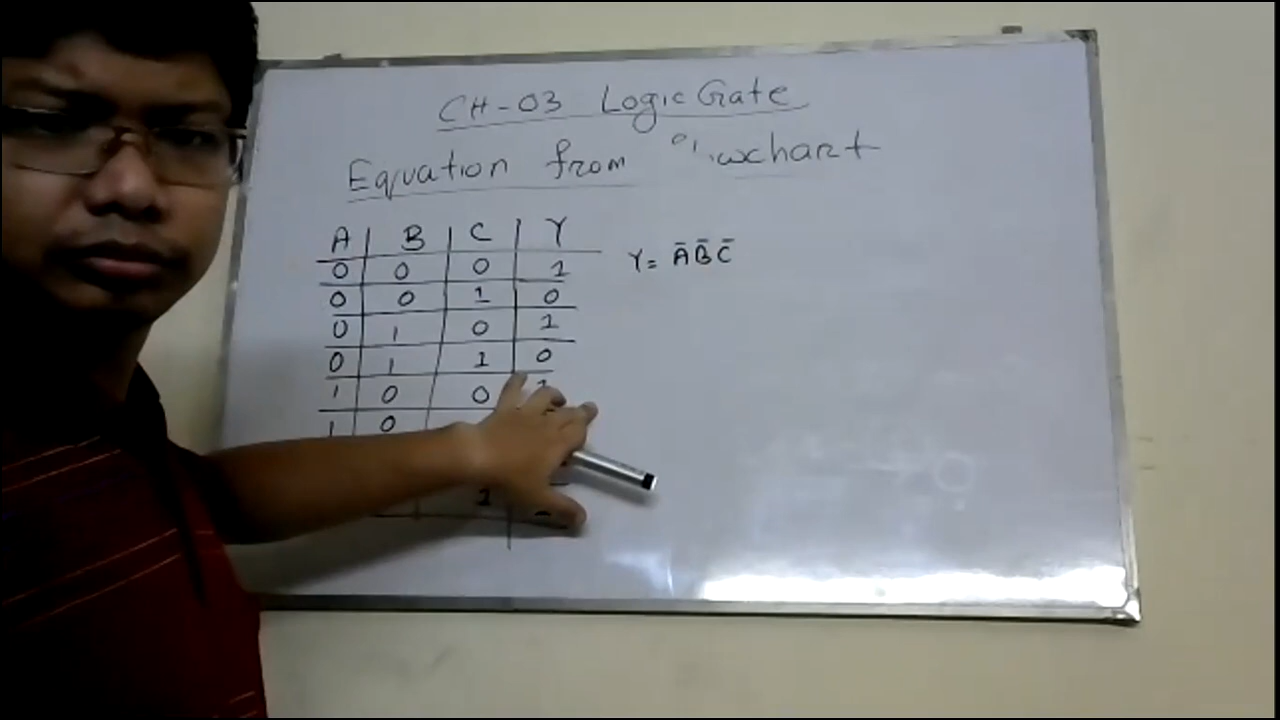 CH-03 Logic Gate
Equation from
A B C Y
0 0 0 1
Y = A̅ B̅ C̅
0 0 1 0
0 1 0 1
0 1 1 0
1 0 0 1
1 0
1